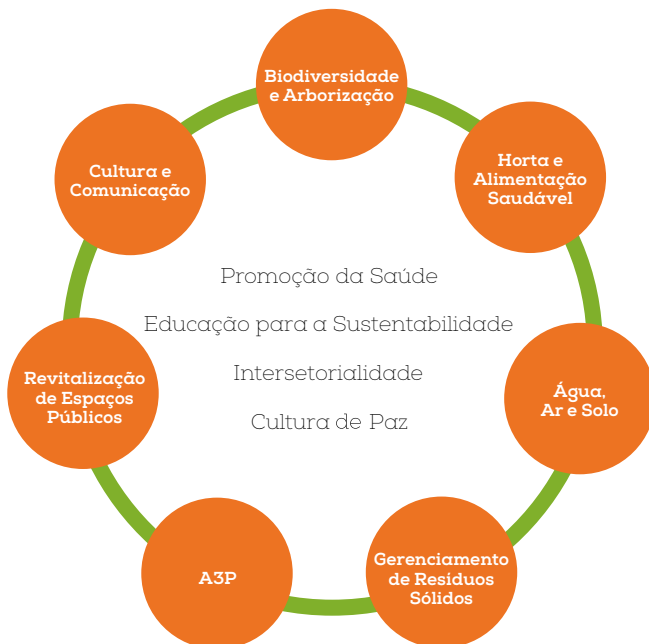 Biodiversidade
e Arborização
Horta e
Alimentação
Saudável
Água,
Ar e Solo
Gerenciamento
de Residuos
Sólidos
A3P
Revitalização
de Espaços
Públicos
Cultura e
Comunicação
Promoção da Saúde
Educação para a Sustentabilidade
Intersetorialidade
Cultura de Paz